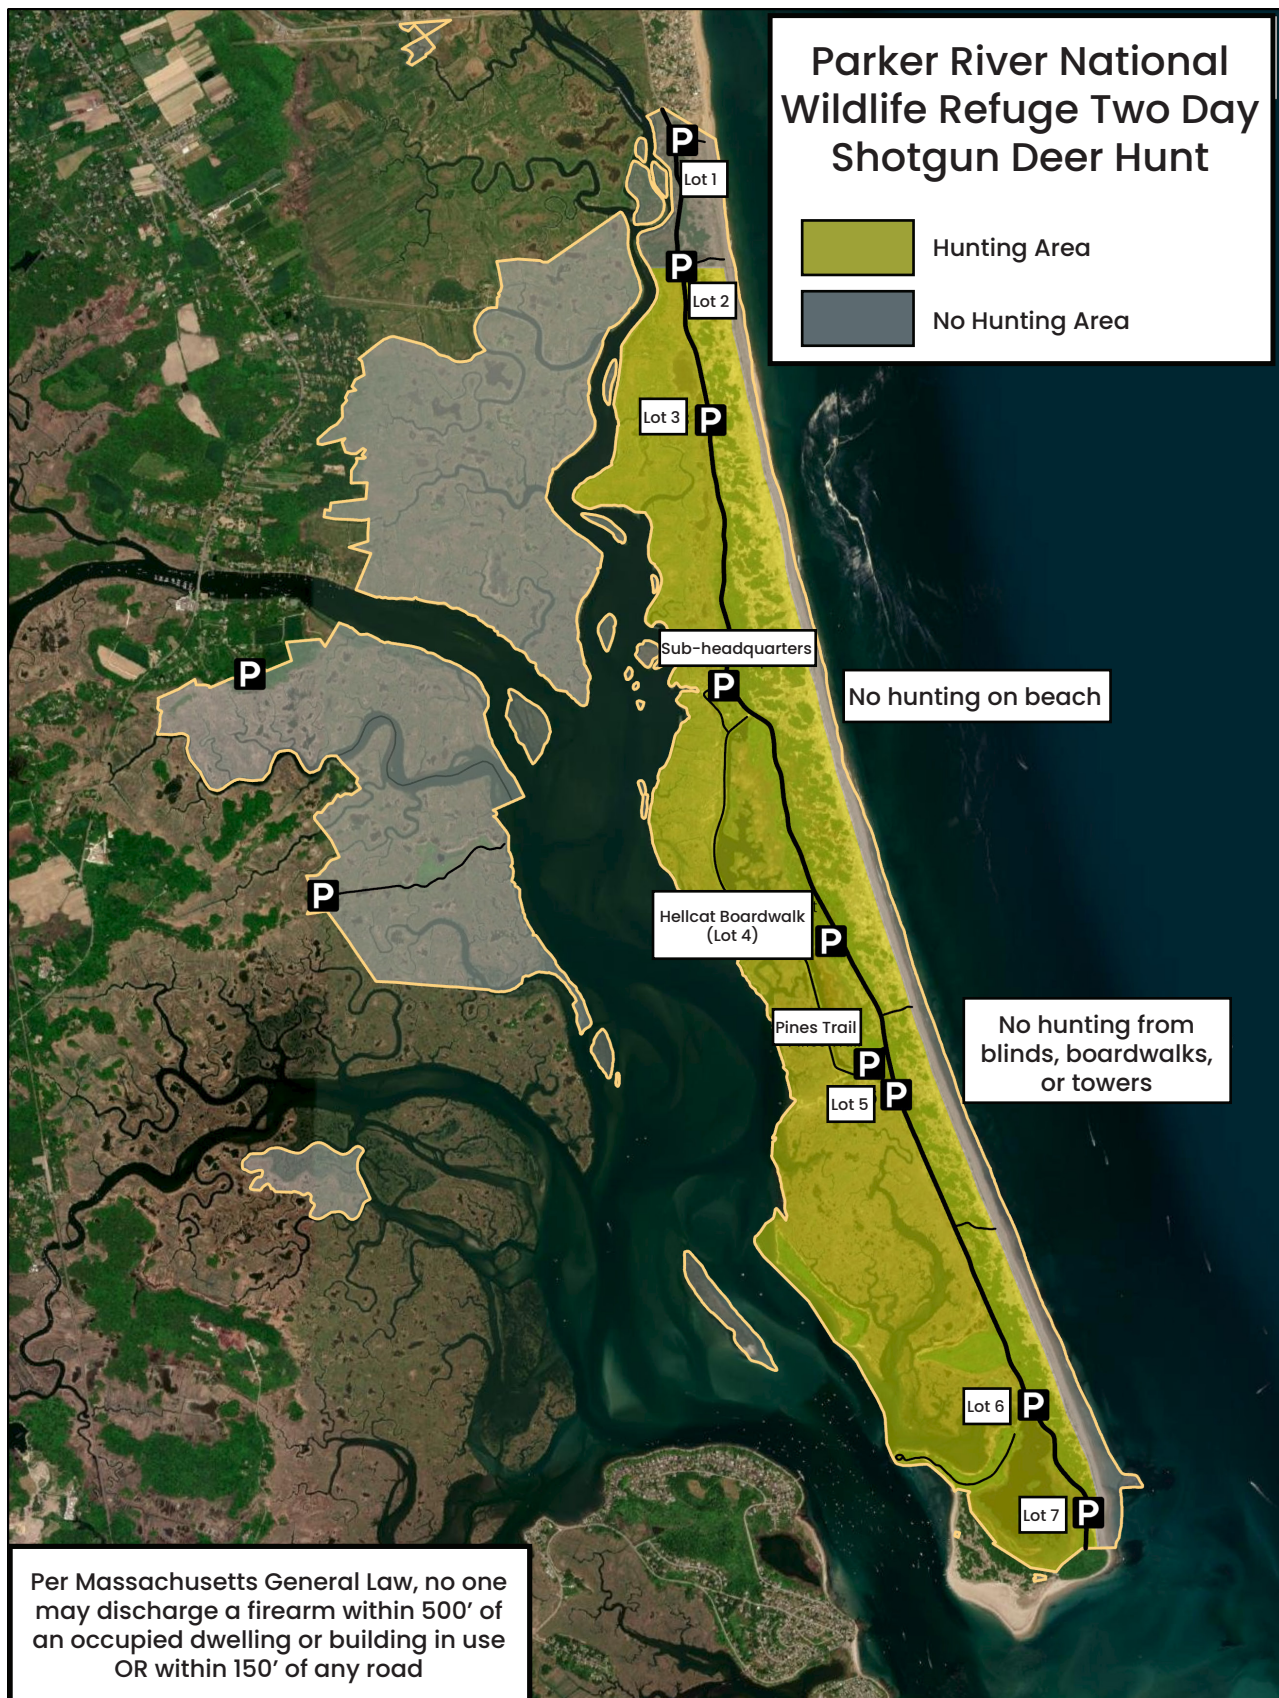 Parker River National
Wildlife Refuge Two Day
Shotgun Deer Hunt
Hunting Area
No Hunting Area
P
Lot 1
P
Lot 2
Lot 3
P
Sub-headquarters
P
P
No hunting on beach
P
Hellcat Boardwalk
(Lot 4)
P
No hunting from
blinds, boardwalks,
or towers
Pines Trail
P
Lot 5
P
Lot 6
P
Lot 7
P
Per Massachusetts General Law, no one
may discharge a firearm within 500’ of
an occupied dwelling or building in use
OR within 150’ of any road